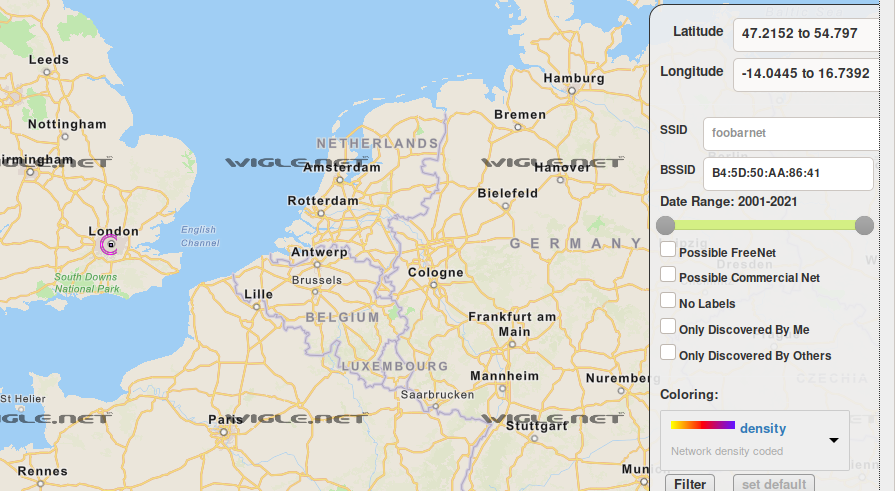 Leeds
Nottingham
irmingham
WIGLE.NET
London
English
Channel
South Downs
National Park
St Helier
GLE.NET
Rennes
Paris
WIGLE.NET
NETHERLANDS
WIGLE.NET
Amsterdam
Rotterdam
Antwerp
Brussels
Lille
BELGIUM
LUXEMBOURG
Saarbrucken
Hamburg
Bremen
WIGLE.NET
Hanover
Bielefeld
GERMANY
Cologne
Frankfurt am
Main
Mannheim
Nuremberg
WIGLE.NET
Stuttgart
Mun
Latitude 47.2152 to 54.797
Longitude -14.0445 to 16.7392
SSID foobarnet
BSSID B4:5D:50:AA:86:41
Date Range: 2001-2021
Possible FreeNet
Possible Commercial Net
No Labels
Only Discovered By Me
Only Discovered By Others
Coloring:
density
Network density coded
Filter set default
Berlin
Dresden
Prague
CZECHIA